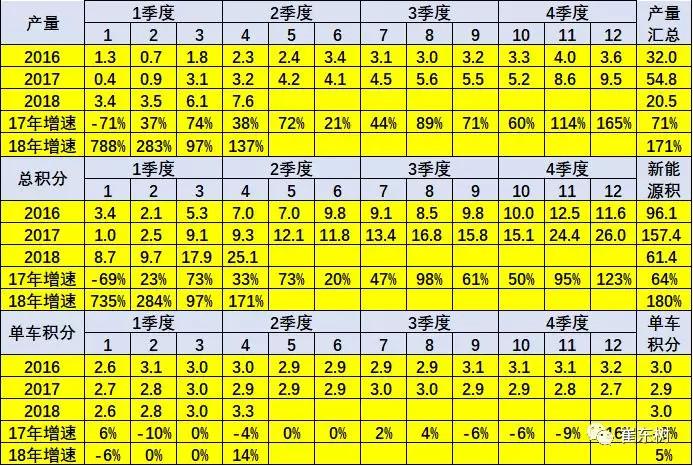 产量 1季度 2季度 3季度 4季度 产量汇总
1 2 3 4 5 6 7 8 9 10 11 12
2016 1.3 0.7 1.8 2.3 2.4 3.4 3.1 3.0 3.2 3.3 4.0 3.6 32.0
2017 0.4 0.9 3.1 3.2 4.2 4.1 4.5 5.6 5.5 5.2 8.6 9.5 54.8
2018 3.4 3.5 6.1 7.6 20.5
17年增速 -71% 37% 74% 38% 72% 21% 44% 89% 71% 60% 114% 165% 71%
18年增速 788% 283% 97% 137% 171%
总积分 1季度 2季度 3季度 4季度 新能源积
1 2 3 4 5 6 7 8 9 10 11 12
2016 3.4 2.1 5.3 7.0 7.0 9.8 9.1 8.5 9.8 10.0 12.5 11.6 96.1
2017 1.0 2.5 9.1 9.3 12.1 11.8 13.4 16.8 15.8 15.1 24.4 26.0 157.4
2018 8.7 9.7 17.9 25.1 61.4
17年增速 -69% 23% 73% 33% 73% 20% 47% 98% 61% 50% 95% 123% 64%
18年增速 735% 284% 97% 171% 180%
单车积分 1季度 2季度 3季度 4季度 单车积分
1 2 3 4 5 6 7 8 9 10 11 12
2016 2.6 3.1 3.0 3.0 2.9 2.9 2.9 2.9 3.1 3.1 3.1 3.2 3.0
2017 2.7 2.8 3.0 2.9 2.9 2.9 3.0 3.0 2.9 2.9 2.8 2.7 2.9
2018 2.6 2.8 3.0 3.3 3.0
17年增速 6% -10% 0% -4% 0% 0% 2% 4% -6% -6% -9%
18年增速 -6% 0% 0% 14% 5%
崔东树